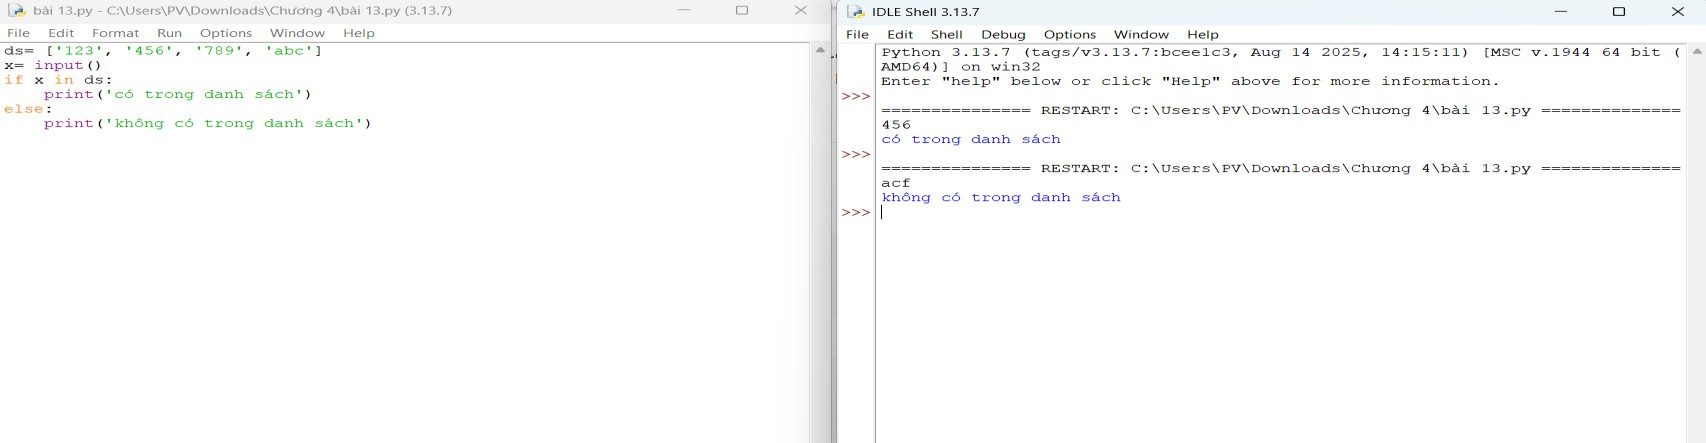 bài 13.py - C:\Users\PV\Downloads\Chương 4\bài 13.py (3.13.7)
File Edit Format Run Options Window Help
ds= ['123', '456', '789', 'abc']
x= input()
if x in ds:
    print('có trong danh sách')
else:
    print('không có trong danh sách')
IDLE Shell 3.13.7
File Edit Shell Debug Options Window Help
Python 3.13.7 (tags/v3.13.7:bcee1c3, Aug 14 2025, 14:15:11) [MSC v.1944 64 bit (
AMD64)] on win32
Enter "help" below or click "Help" above for more information.
>>>
=============== RESTART: C:\Users\PV\Downloads\Chương 4\bài 13.py ==============
456
có trong danh sách
>>>
=============== RESTART: C:\Users\PV\Downloads\Chương 4\bài 13.py ==============
acf
không có trong danh sách
>>>